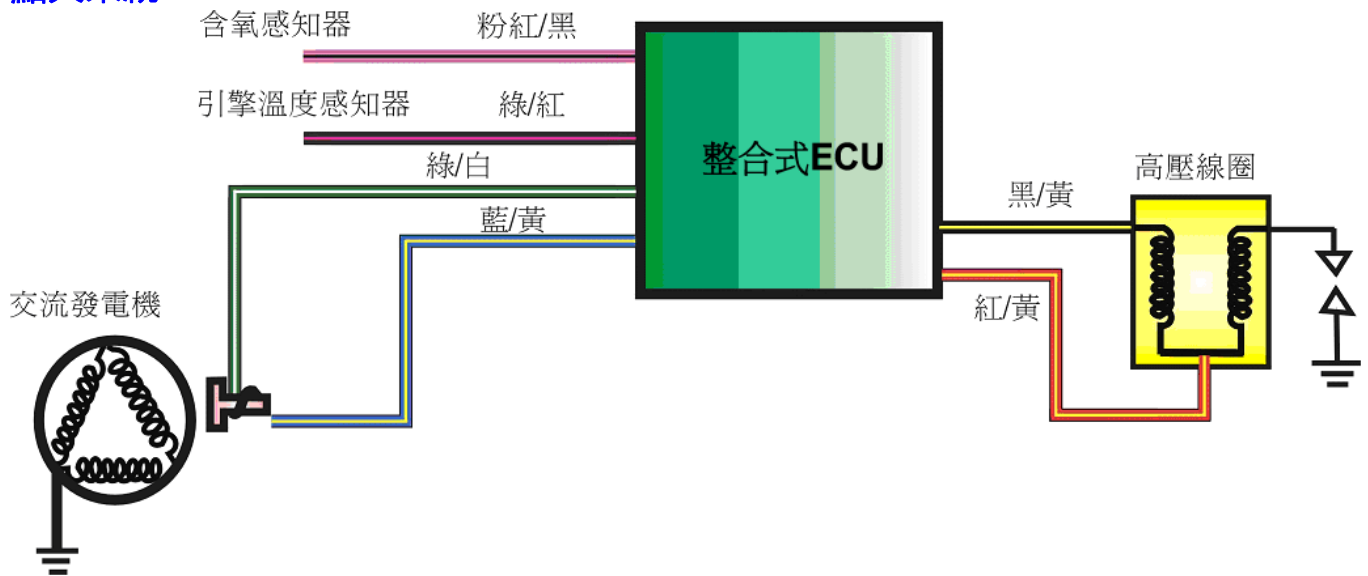 含氧感知器
粉紅/黑
引擎溫度感知器
綠/紅
綠/白
藍/黃
整合式ECU
高壓線圈
黑/黃
紅/黃
交流發電機